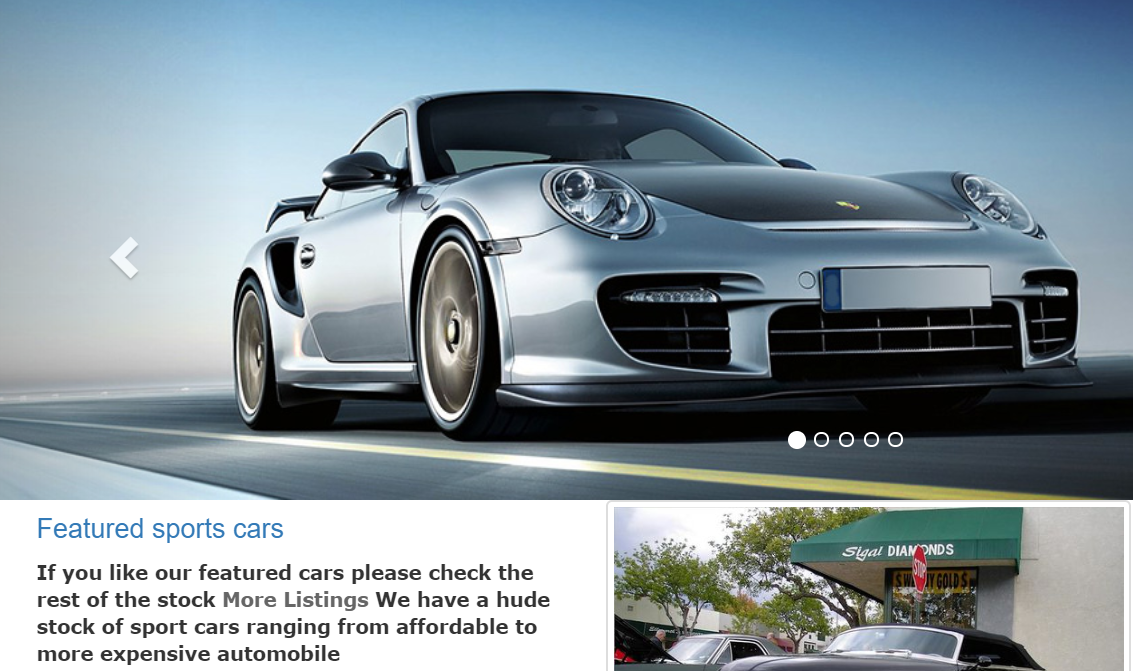 Featured sports cars
If you like our featured cars please check the
rest of the stock More Listings We have a hude
stock of sport cars ranging from affordable to
more expensive automobile
Sigal DIAMONDS
STOP